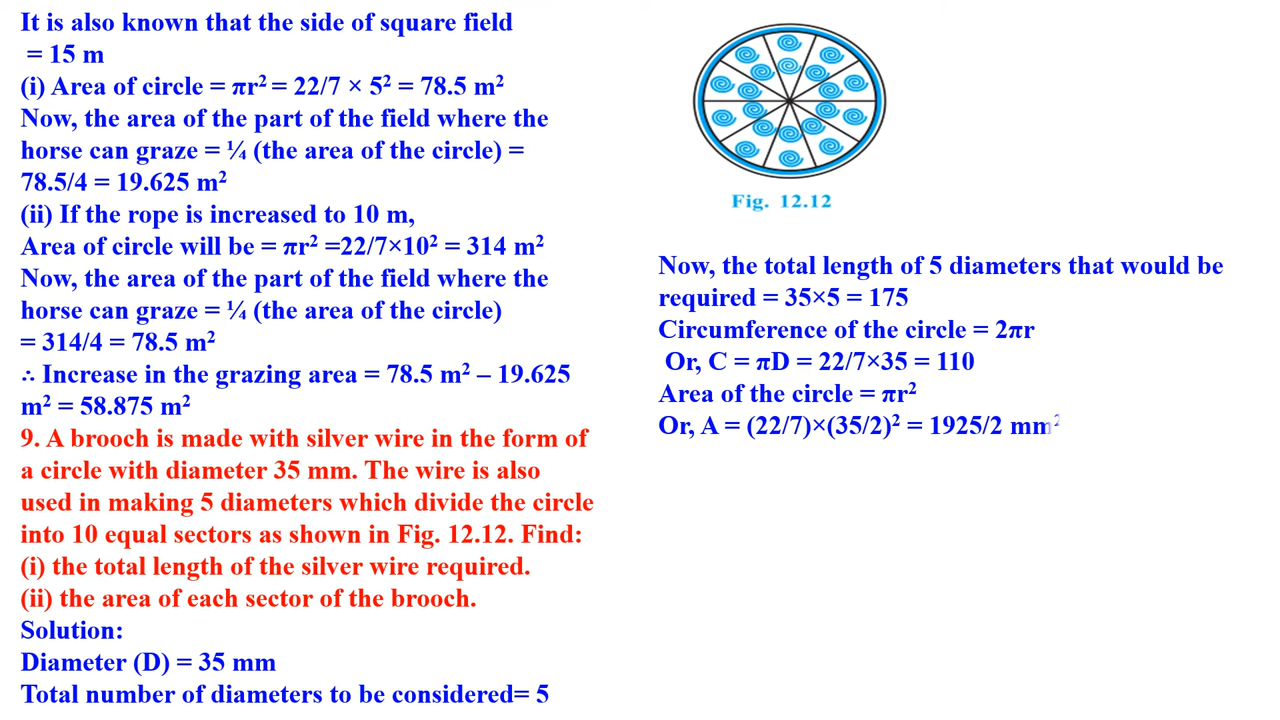 It is also known that the side of square field
= 15 m
(i) Area of circle = πr² = 22/7 × 5² = 78.5 m²
Now, the area of the part of the field where the
horse can graze = ¼ (the area of the circle) =
78.5/4 = 19.625 m²
(ii) If the rope is increased to 10 m,
Area of circle will be = πr² =22/7×10² = 314 m²
Now, the area of the part of the field where the
horse can graze = ¼ (the area of the circle)
= 314/4 = 78.5 m²
∴ Increase in the grazing area = 78.5 m² – 19.625
m² = 58.875 m²
9. A brooch is made with silver wire in the form of
a circle with diameter 35 mm. The wire is also
used in making 5 diameters which divide the circle
into 10 equal sectors as shown in Fig. 12.12. Find:
(i) the total length of the silver wire required.
(ii) the area of each sector of the brooch.
Solution:
Diameter (D) = 35 mm
Total number of diameters to be considered= 5
Fig. 12.12
Now, the total length of 5 diameters that would be
required = 35×5 = 175
Circumference of the circle = 2πr
Or, C = πD = 22/7×35 = 110
Area of the circle = πr²
Or, A = (22/7)×(35/2)² = 1925/2 mm²